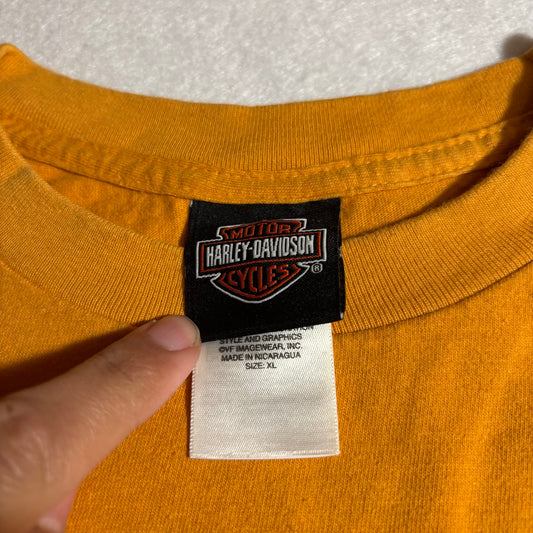 MOTOR
HARLEY-DAVIDSON
CYCLES
®
STYLE AND GRAPHICS
©VF IMAGEWEAR, INC.
MADE IN NICARAGUA
SIZE: XL